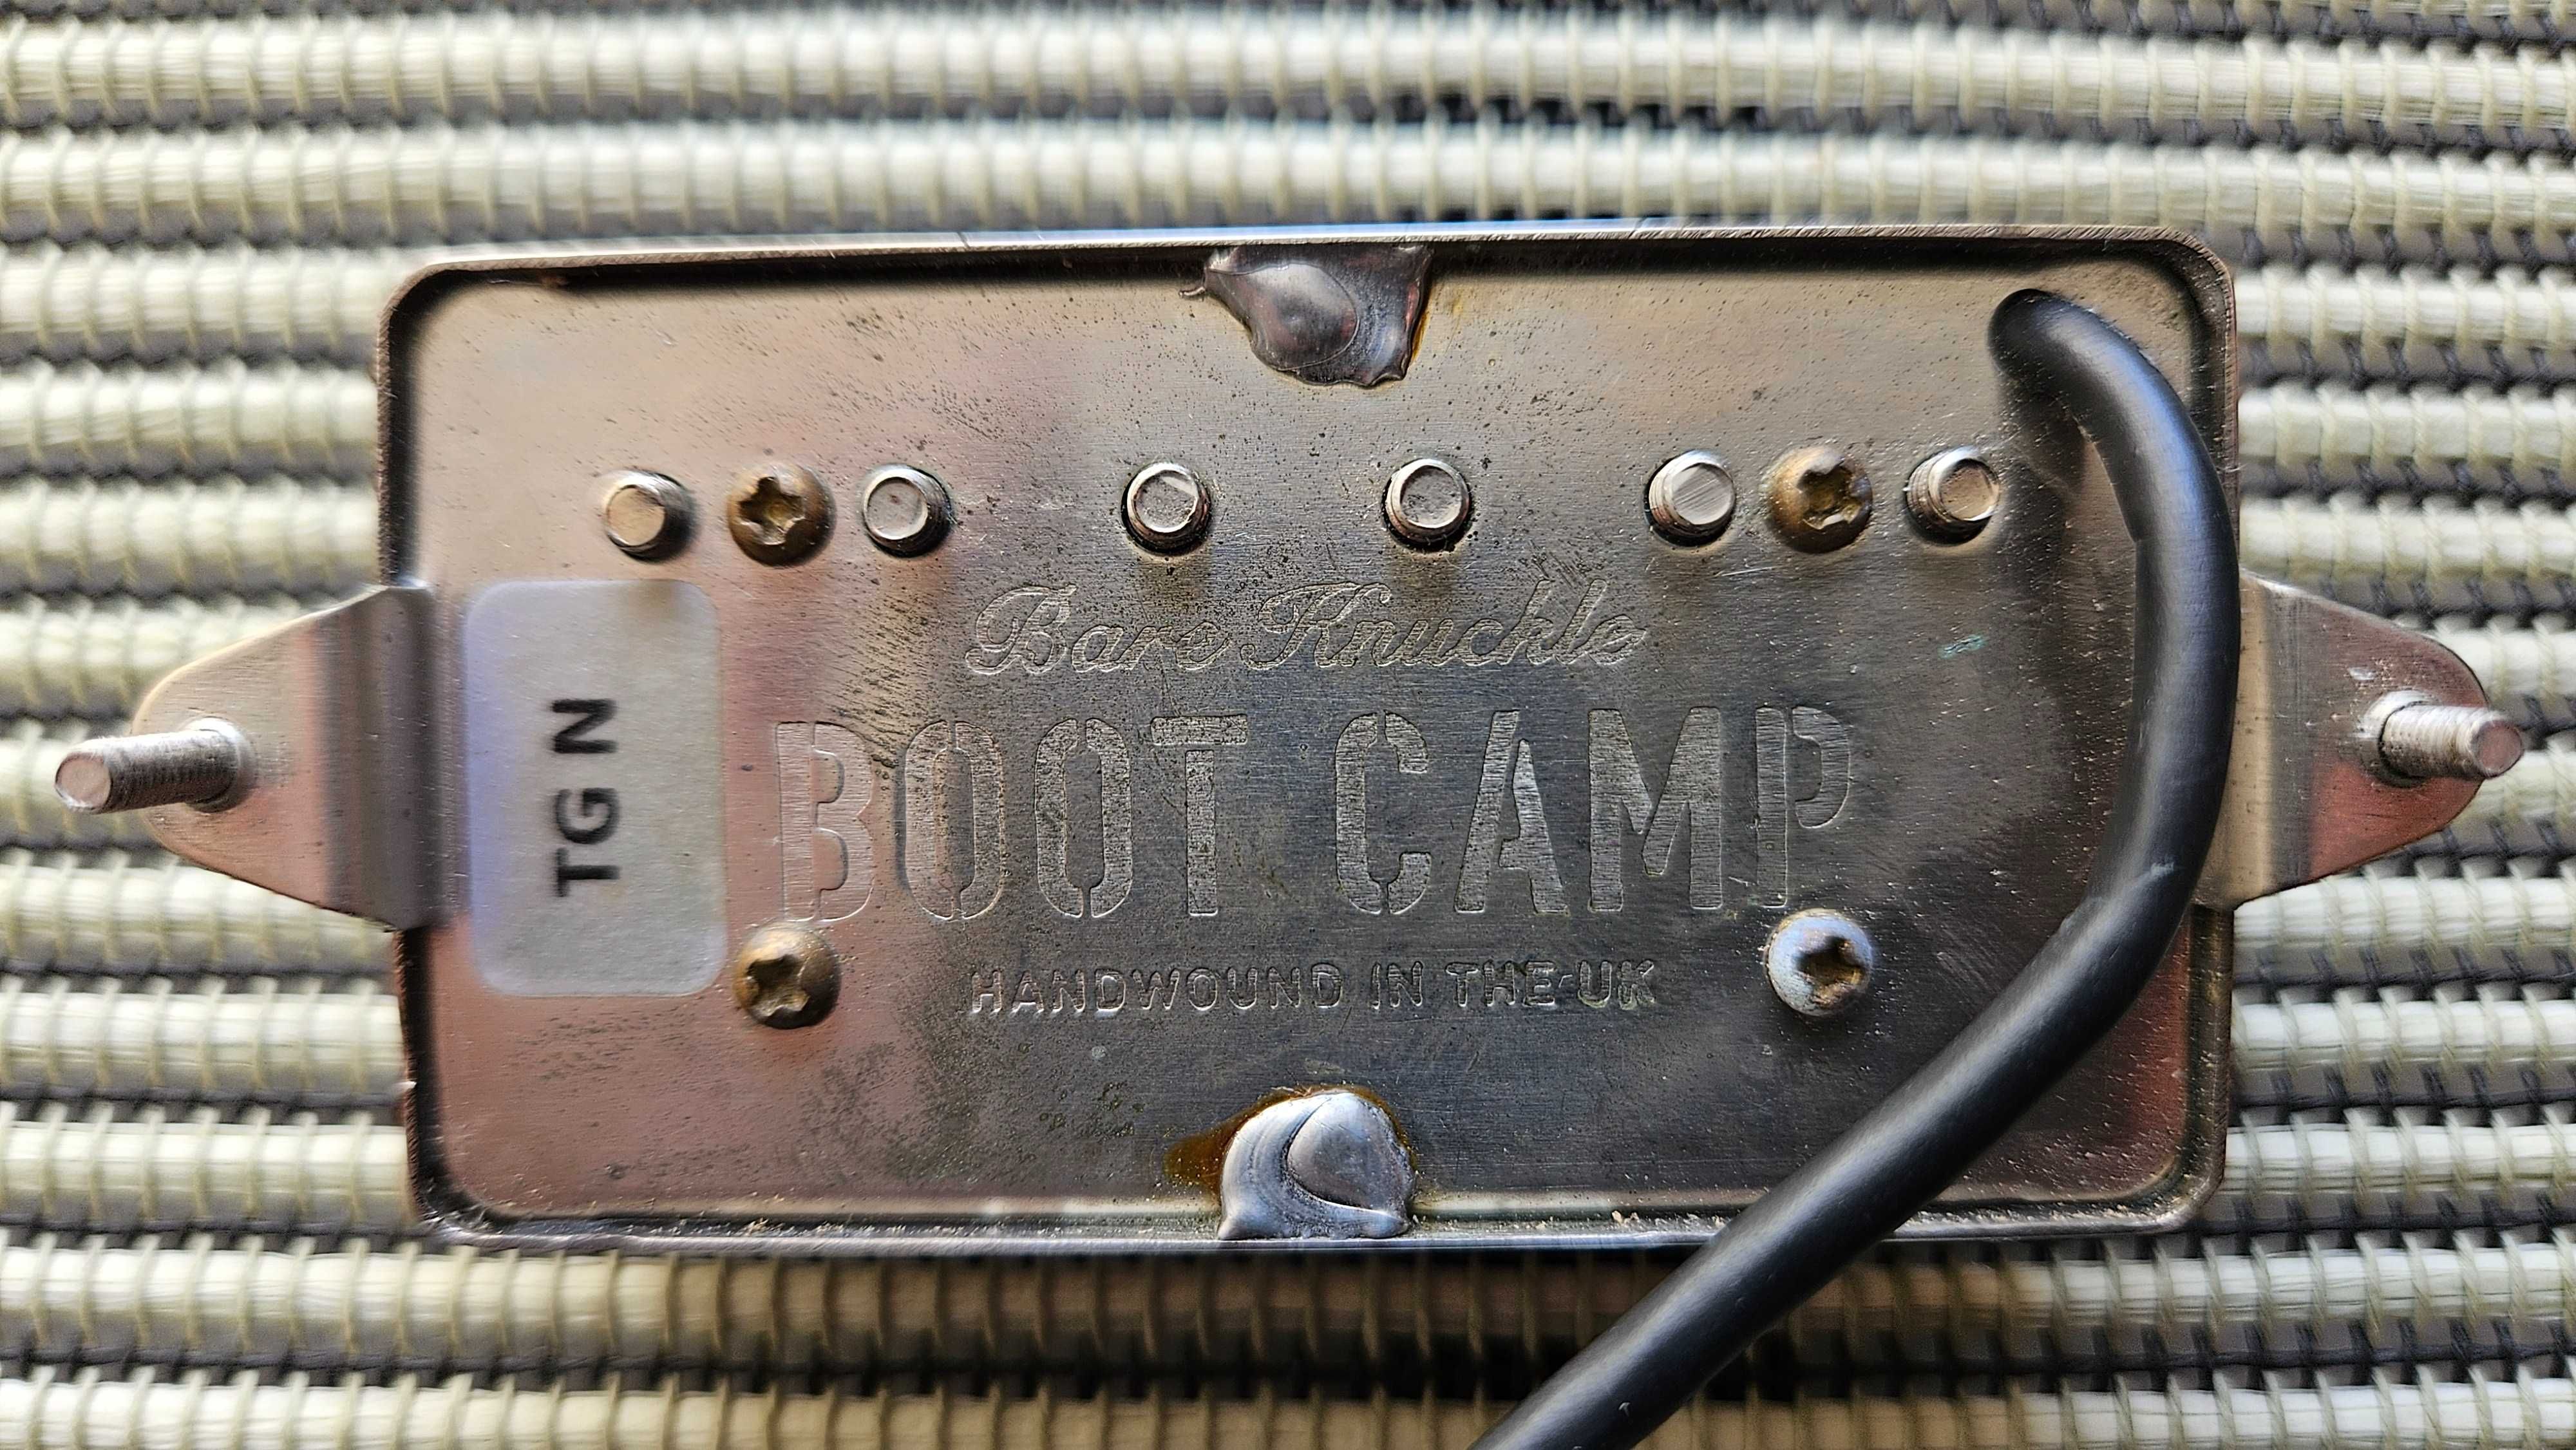 Bare Knuckle
TG N
BOOT CAMP
HANDWOUND IN THE UK